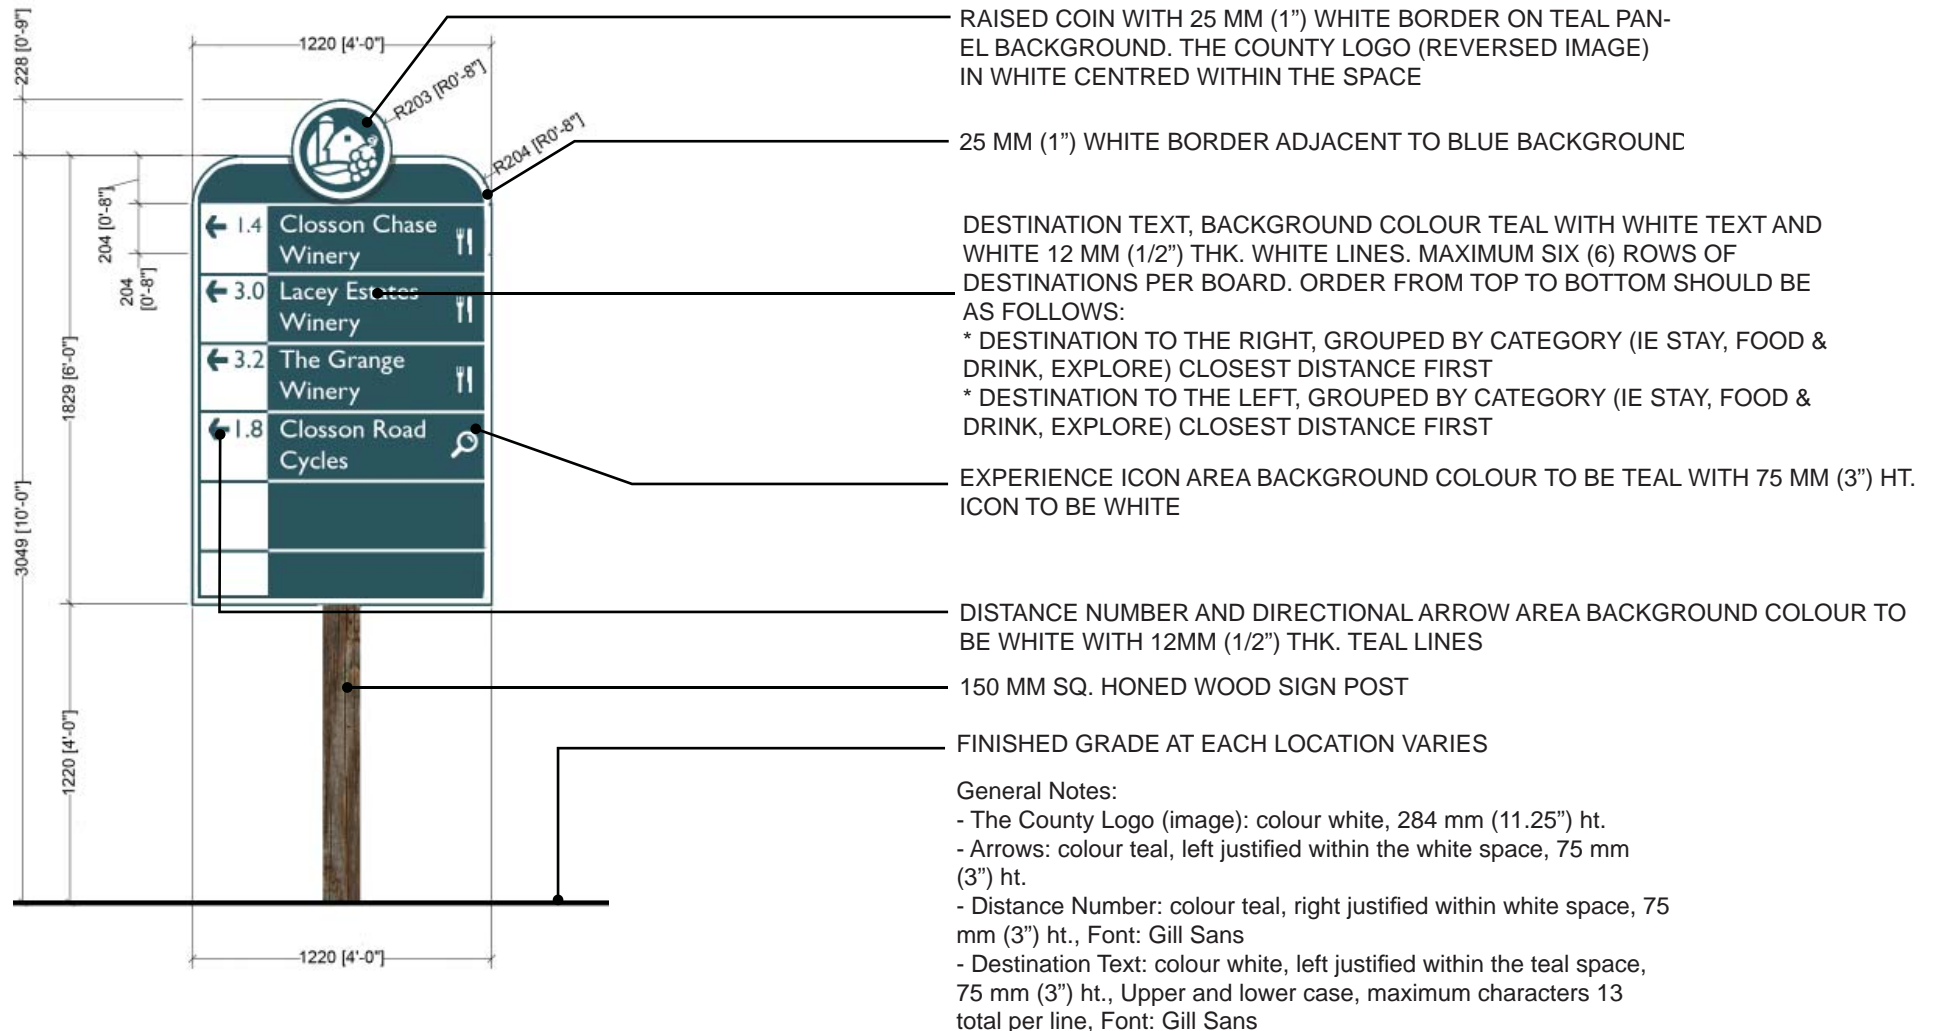 228 [0'-9"]
1220 [4'-0"]
R203 [R0'-8"]
R204 [R0'-8"]
204 [0'-8"]
204
[0'-8"]
1829 [6'-0"]
3049 [10'-0"]
1220 [4'-0"]
1220 [4'-0"]
1.4 Closson Chase
Winery
3.0 Lacey Estates
Winery
3.2 The Grange
Winery
1.8 Closson Road
Cycles
RAISED COIN WITH 25 MM (1”) WHITE BORDER ON TEAL PAN-
EL BACKGROUND. THE COUNTY LOGO (REVERSED IMAGE)
IN WHITE CENTRED WITHIN THE SPACE
25 MM (1”) WHITE BORDER ADJACENT TO BLUE BACKGROUND
DESTINATION TEXT, BACKGROUND COLOUR TEAL WITH WHITE TEXT AND
WHITE 12 MM (1/2”) THK. WHITE LINES. MAXIMUM SIX (6) ROWS OF
DESTINATIONS PER BOARD. ORDER FROM TOP TO BOTTOM SHOULD BE
AS FOLLOWS:
* DESTINATION TO THE RIGHT, GROUPED BY CATEGORY (IE STAY, FOOD &
DRINK, EXPLORE) CLOSEST DISTANCE FIRST
* DESTINATION TO THE LEFT, GROUPED BY CATEGORY (IE STAY, FOOD &
DRINK, EXPLORE) CLOSEST DISTANCE FIRST
EXPERIENCE ICON AREA BACKGROUND COLOUR TO BE TEAL WITH 75 MM (3”) HT.
ICON TO BE WHITE
DISTANCE NUMBER AND DIRECTIONAL ARROW AREA BACKGROUND COLOUR TO
BE WHITE WITH 12MM (1/2”) THK. TEAL LINES
150 MM SQ. HONED WOOD SIGN POST
FINISHED GRADE AT EACH LOCATION VARIES
General Notes:
- The County Logo (image): colour white, 284 mm (11.25”) ht.
- Arrows: colour teal, left justified within the white space, 75 mm
(3”) ht.
- Distance Number: colour teal, right justified within white space, 75
mm (3”) ht., Font: Gill Sans
- Destination Text: colour white, left justified within the teal space,
75 mm (3”) ht., Upper and lower case, maximum characters 13
total per line, Font: Gill Sans